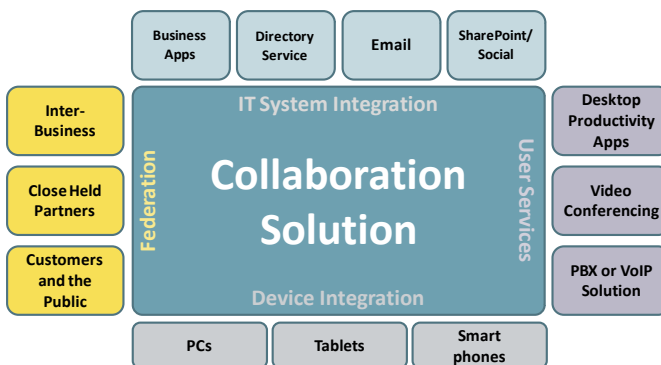 Business
Apps
Directory
Service
Email
SharePoint/
Social
IT System Integration
Inter-
Business
Close Held
Partners
Customers
and the
Public
Federation
Collaboration
Solution
User Services
Desktop
Productivity
Apps
Video
Conferencing
PBX or VoIP
Solution
Device Integration
PCs
Tablets
Smart
phones